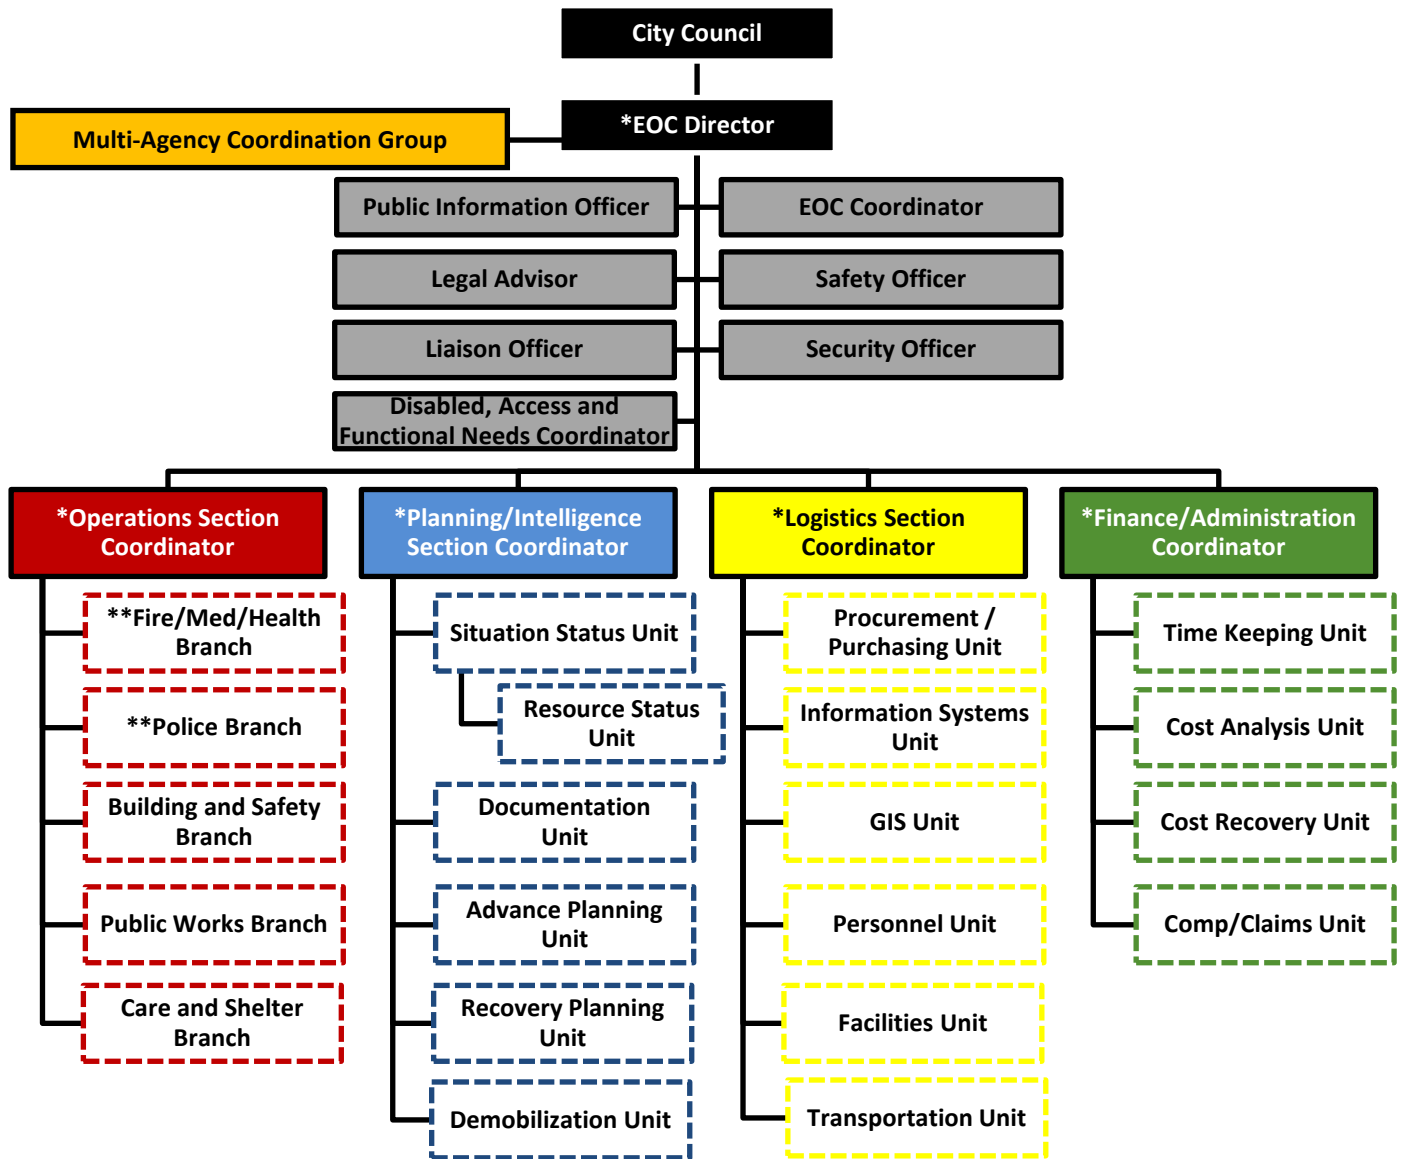 City Council
*EOC Director
Multi-Agency Coordination Group
Public Information Officer
EOC Coordinator
Legal Advisor
Safety Officer
Liaison Officer
Security Officer
Disabled, Access and
Functional Needs Coordinator
*Operations Section
Coordinator
**Fire/Med/Health
Branch
**Police Branch
Building and Safety
Branch
Public Works Branch
Care and Shelter
Branch
*Planning/Intelligence
Section Coordinator
Situation Status Unit
Resource Status
Unit
Documentation
Unit
Advance Planning
Unit
Recovery Planning
Unit
Demobilization Unit
*Logistics Section
Coordinator
Procurement /
Purchasing Unit
Information Systems
Unit
GIS Unit
Personnel Unit
Facilities Unit
Transportation Unit
*Finance/Administration
Coordinator
Time Keeping Unit
Cost Analysis Unit
Cost Recovery Unit
Comp/Claims Unit